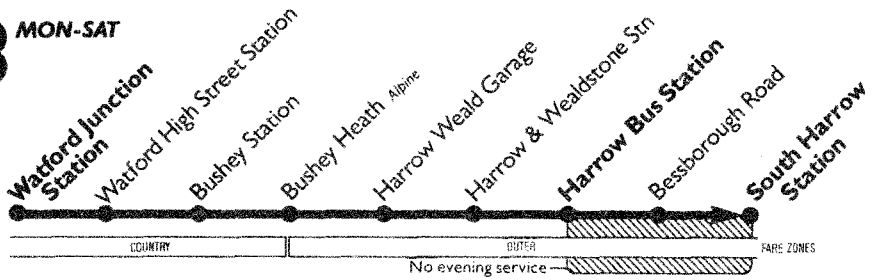 MON-SAT
Watford Junction
Station
Watford High Street Station
Bushey Station
Bushey Heath Alpine
Harrow Weald Garage
Harrow & Wealdstone Stn
Harrow Bus Station
Bessborough Road
South Harrow
Station
COUNTRY
OUTER
FARE ZONES
No evening service